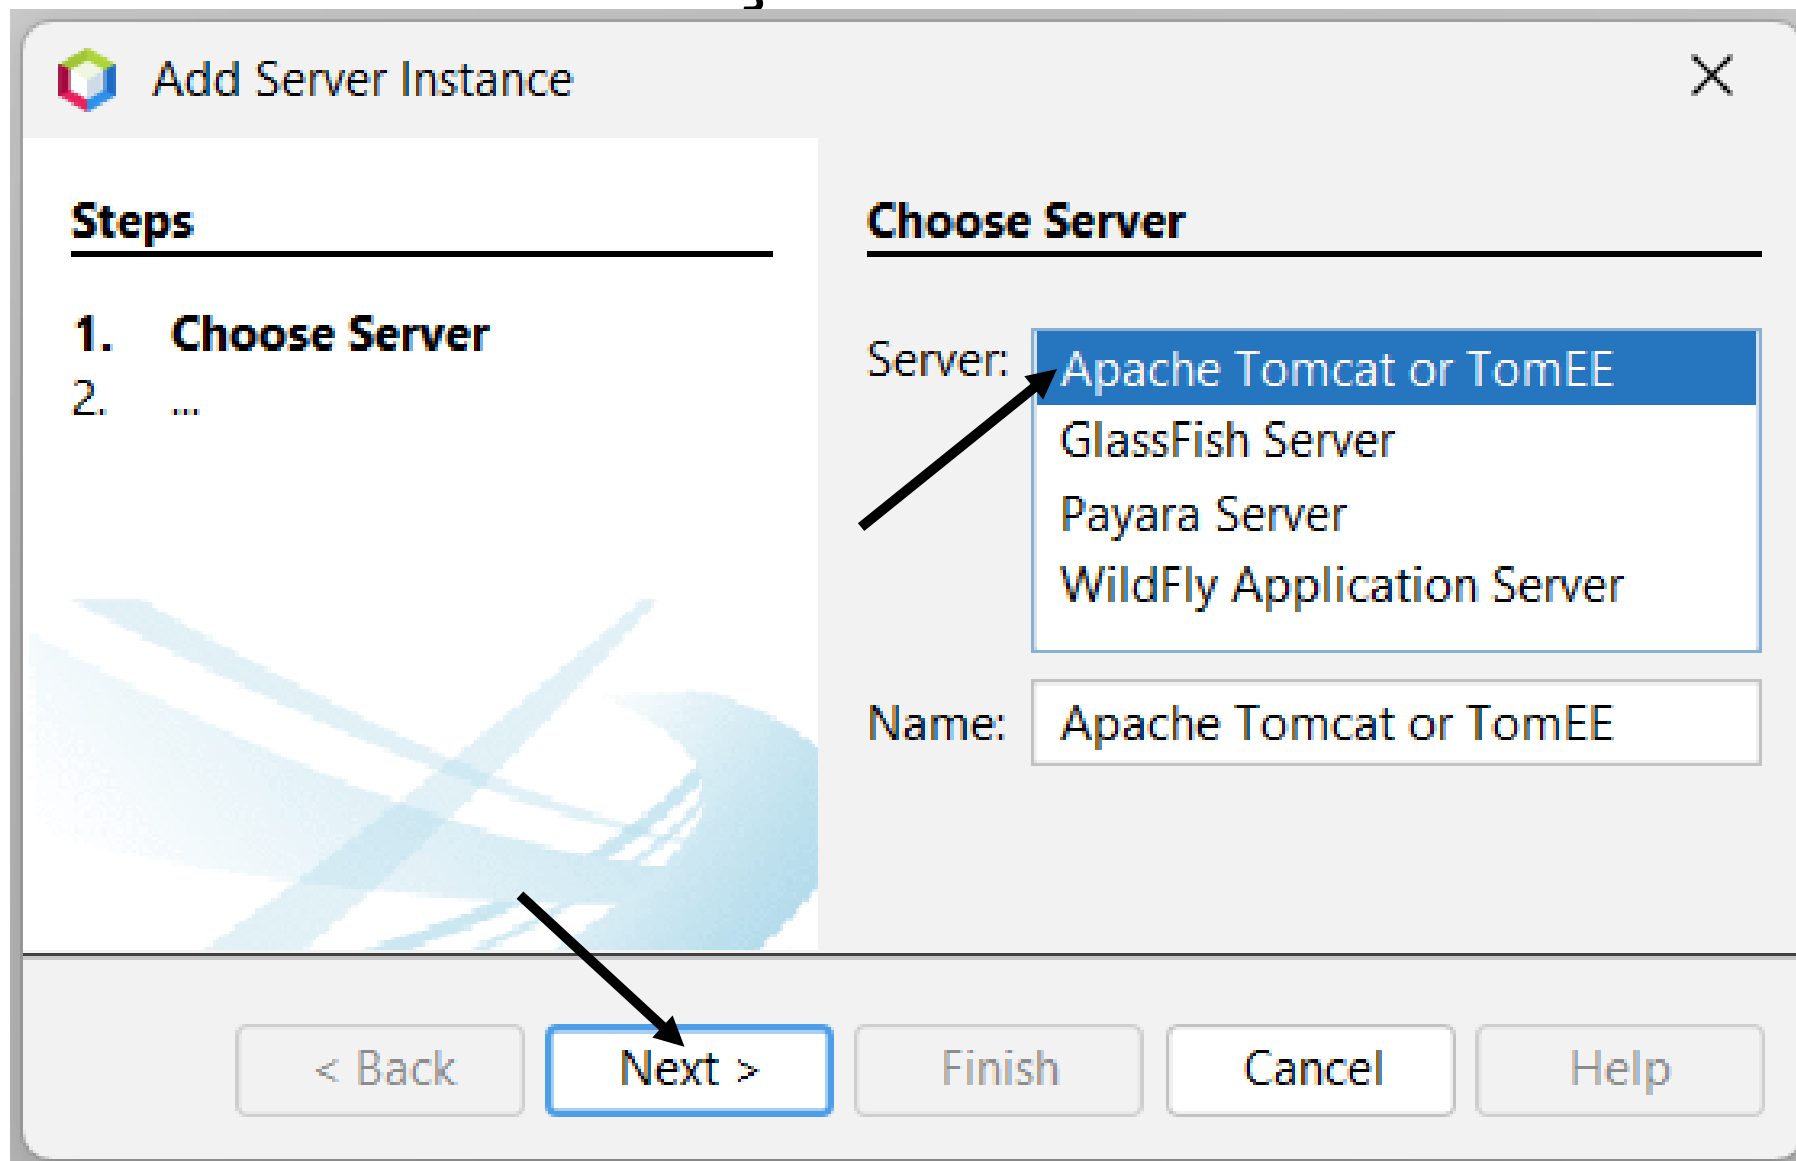 Add Server Instance
Steps
1. Choose Server
2. ...
Choose Server
Server:
Apache Tomcat or TomEE
GlassFish Server
Payara Server
WildFly Application Server
Name: Apache Tomcat or TomEE
< Back Next > Finish Cancel Help